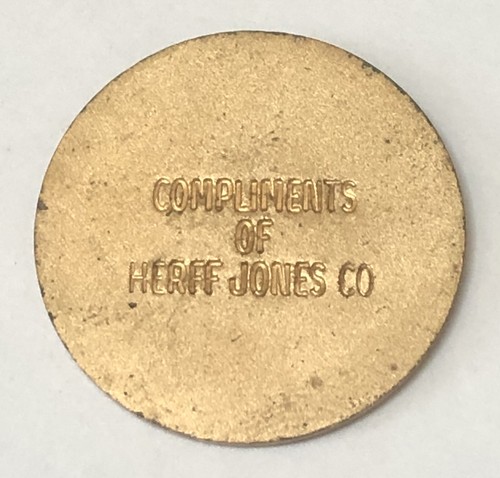 COMPLIMENTS
OF
HERFF JONES CO